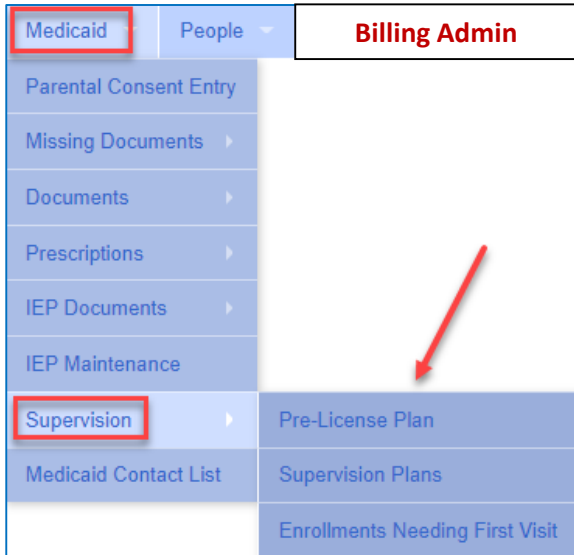 Medicaid
People
Billing Admin
Parental Consent Entry
Missing Documents
Documents
Prescriptions
IEP Documents
IEP Maintenance
Supervision
Pre-License Plan
Medicaid Contact List
Supervision Plans
Enrollments Needing First Visit